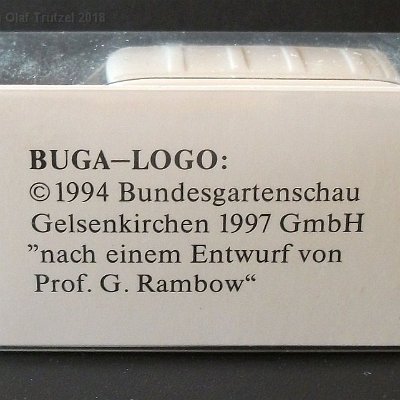 Olaf Trutzel 2018
BUGA—LOGO:
©1994 Bundesgartenschau
Gelsenkirchen 1997 GmbH
”nach einem Entwurf von
Prof. G. Rambow“